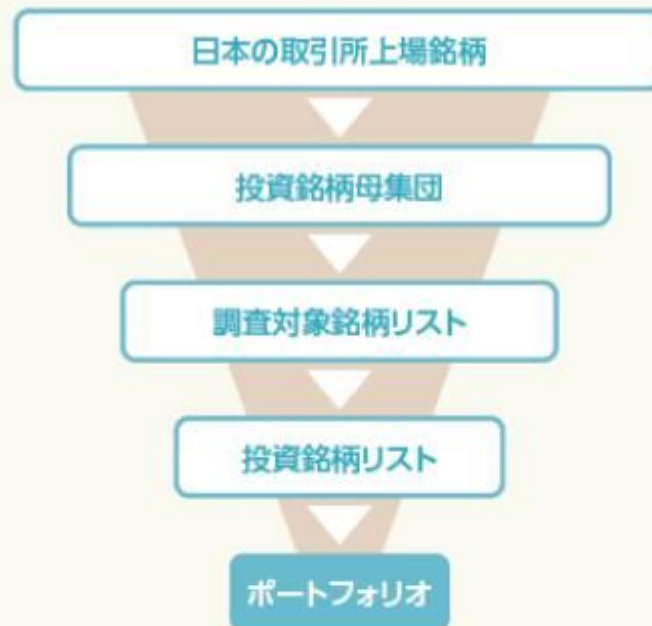 日本の取引所上場銘柄
投資銘柄母集団
調査対象銘柄リスト
投資銘柄リスト
ポートフォリオ